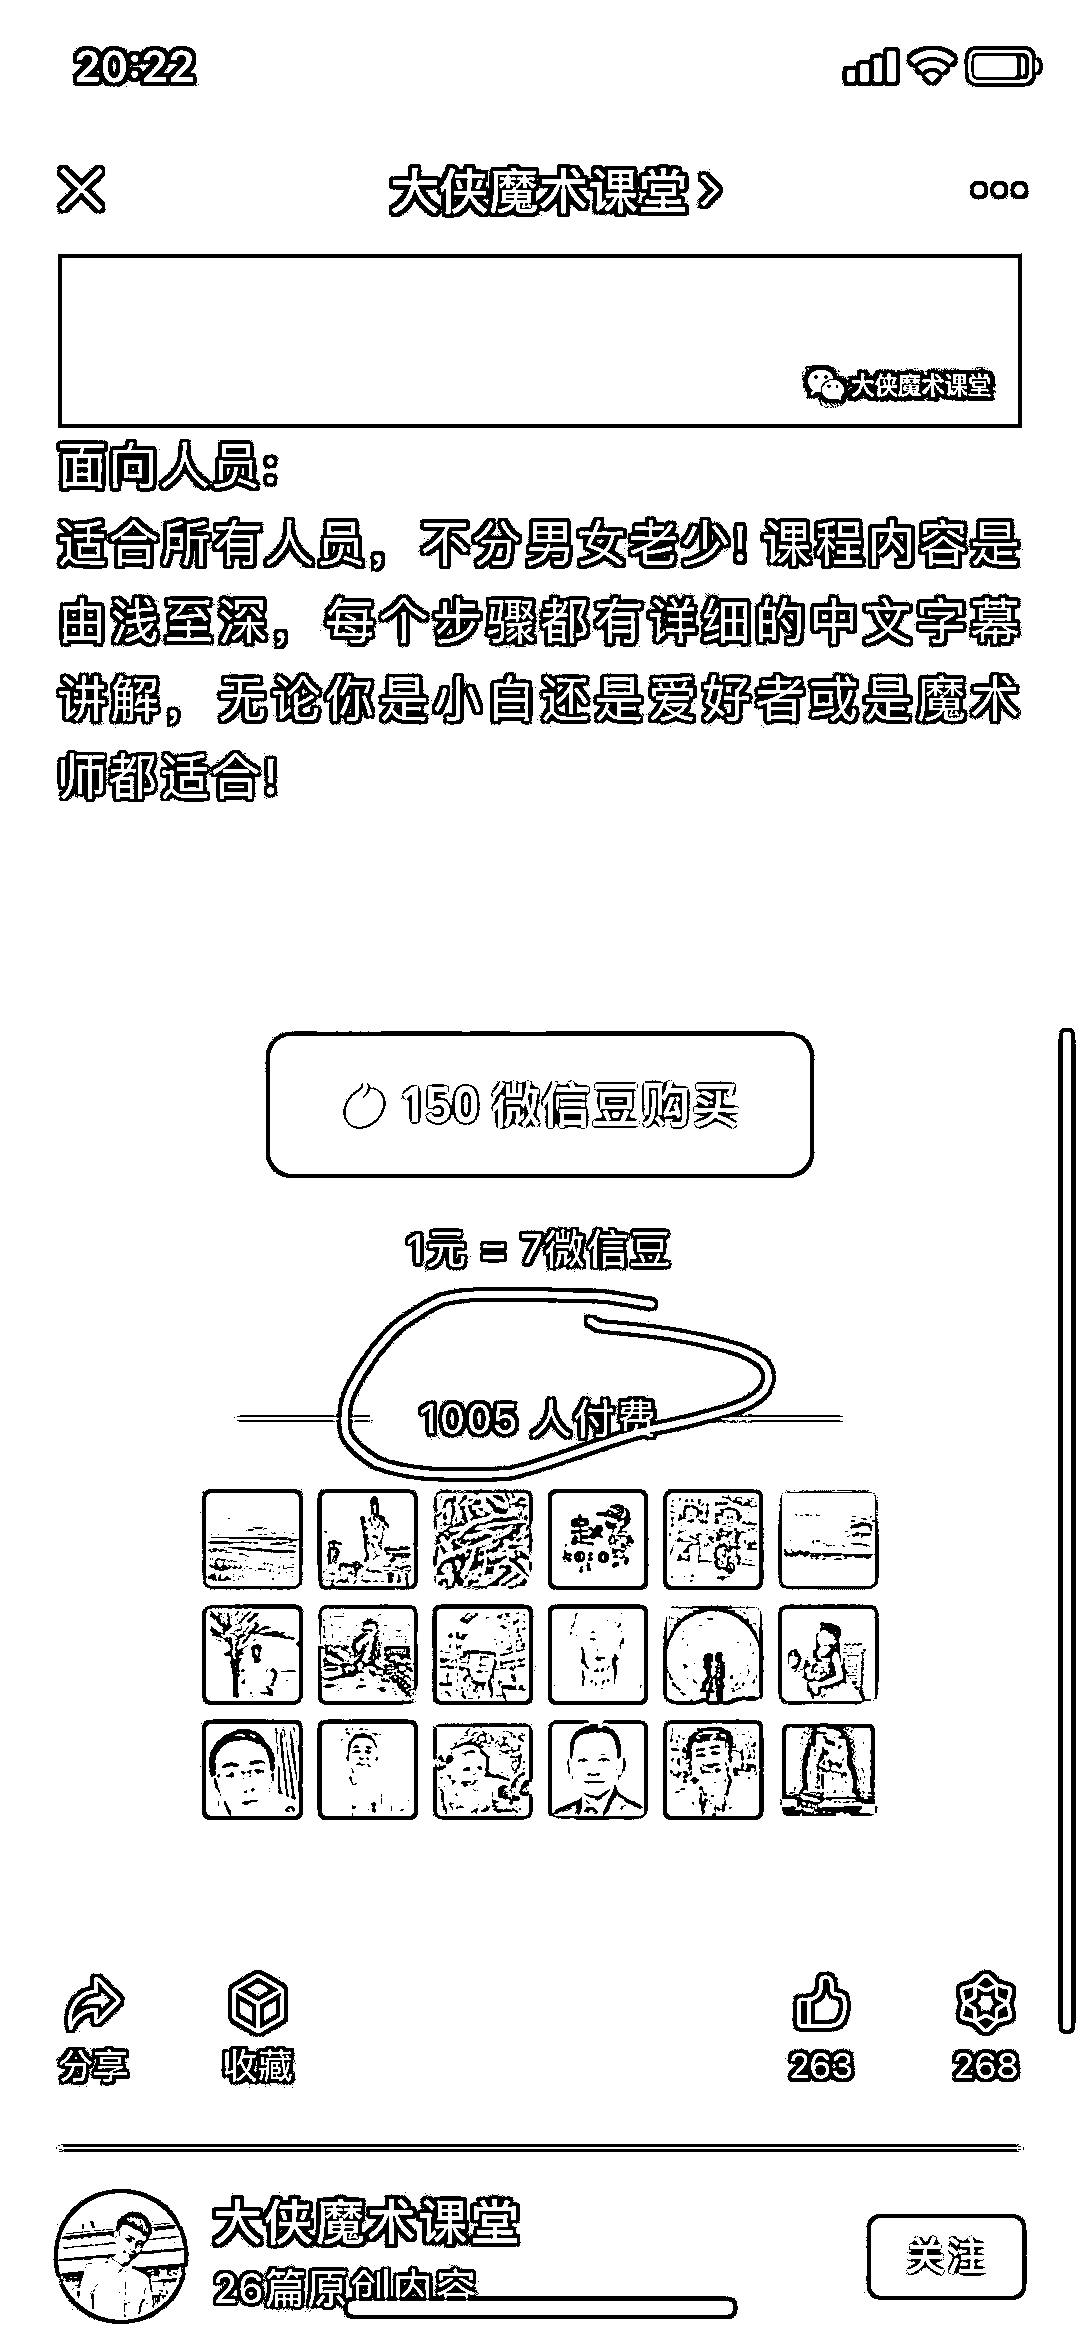 20:22
大侠魔术课堂
大侠魔术课堂
面向人员:
适合所有人员，不分男女老少! 课程内容是
由浅至深，每个步骤都有详细的中文字幕
讲解，无论你是小白还是爱好者或是魔术
师都适合!
150 微信豆购买
1元 = 7微信豆
1005 人付费
赵
分享
收藏
263
268
大侠魔术课堂
26篇原创内容
关注